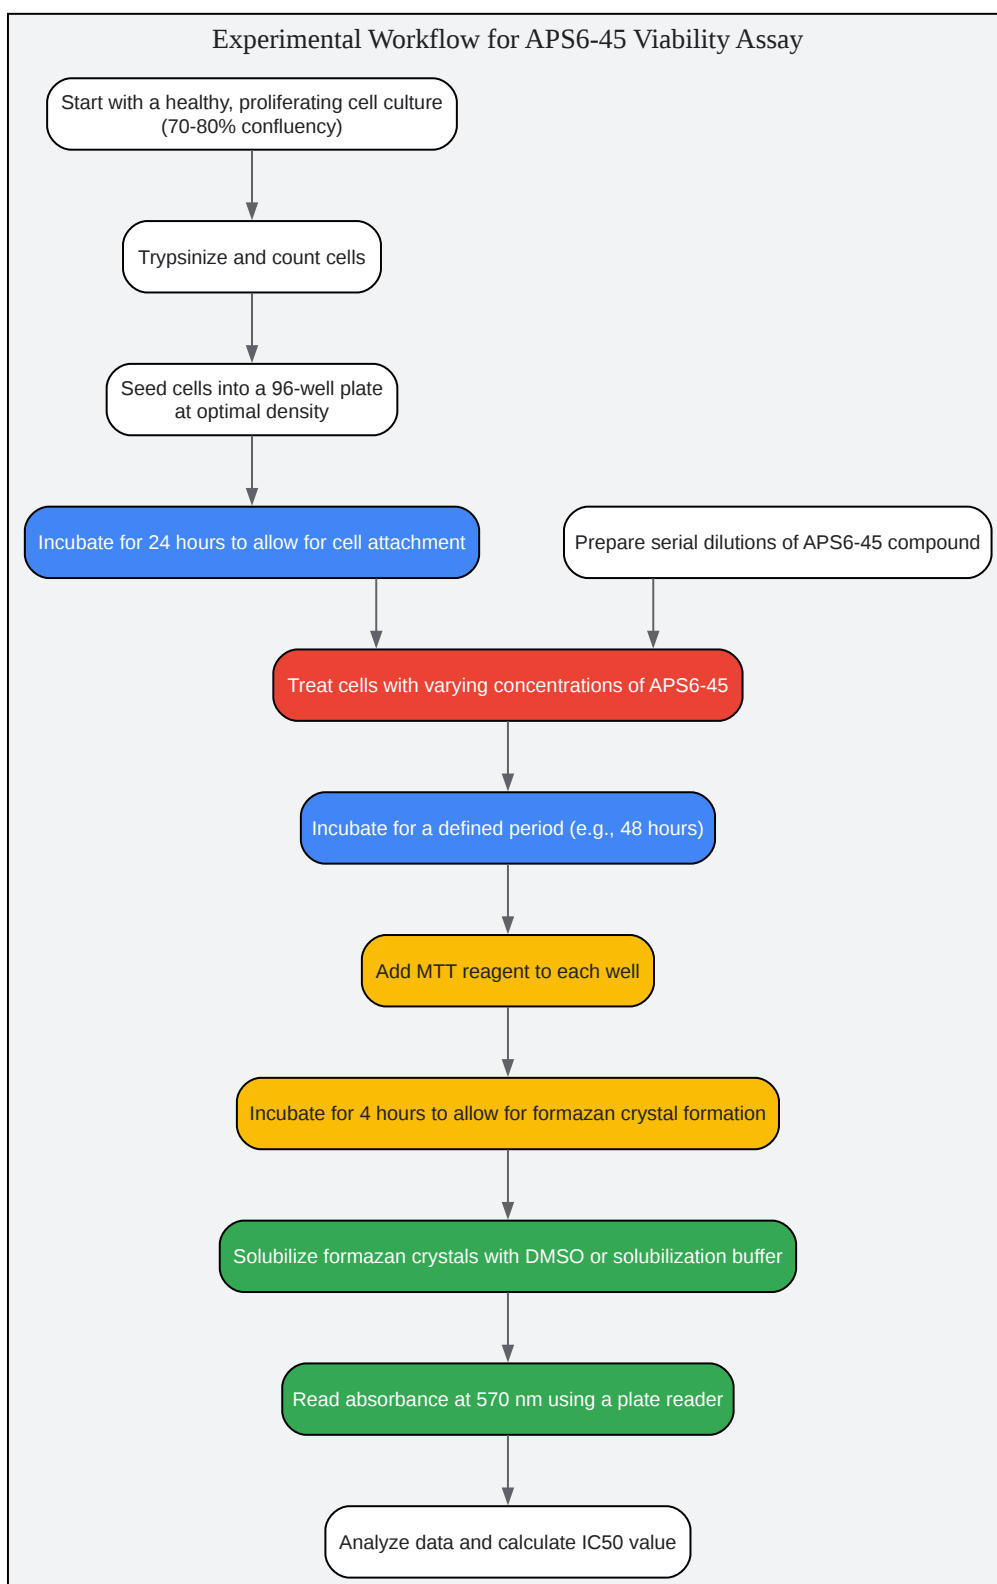 Experimental Workflow for APS6-45 Viability Assay
Start with a healthy, proliferating cell culture
(70-80% confluency)
Trypsinize and count cells
Seed cells into a 96-well plate
at optimal density
Incubate for 24 hours to allow for cell attachment
Prepare serial dilutions of APS6-45 compound
Treat cells with varying concentrations of APS6-45
Incubate for a defined period (e.g., 48 hours)
Add MTT reagent to each well
Incubate for 4 hours to allow for formazan crystal formation
Solubilize formazan crystals with DMSO or solubilization buffer
Read absorbance at 570 nm using a plate reader
Analyze data and calculate IC50 value